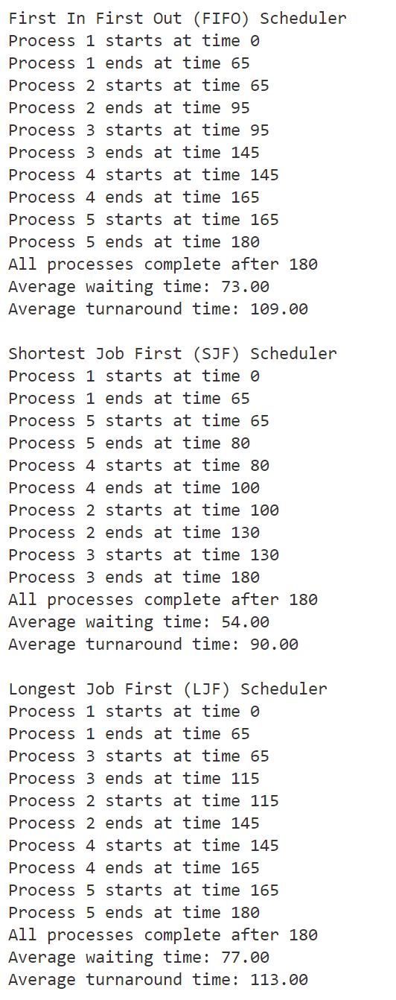 First In First Out (FIFO) Scheduler
Process 1 starts at time 0
Process 1 ends at time 65
Process 2 starts at time 65
Process 2 ends at time 95
Process 3 starts at time 95
Process 3 ends at time 145
Process 4 starts at time 145
Process 4 ends at time 165
Process 5 starts at time 165
Process 5 ends at time 180
All processes complete after 180
Average waiting time: 73.00
Average turnaround time: 109.00

Shortest Job First (SJF) Scheduler
Process 1 starts at time 0
Process 1 ends at time 65
Process 5 starts at time 65
Process 5 ends at time 80
Process 4 starts at time 80
Process 4 ends at time 100
Process 2 starts at time 100
Process 2 ends at time 130
Process 3 starts at time 130
Process 3 ends at time 180
All processes complete after 180
Average waiting time: 54.00
Average turnaround time: 90.00

Longest Job First (LJF) Scheduler
Process 1 starts at time 0
Process 1 ends at time 65
Process 3 starts at time 65
Process 3 ends at time 115
Process 2 starts at time 115
Process 2 ends at time 145
Process 4 starts at time 145
Process 4 ends at time 165
Process 5 starts at time 165
Process 5 ends at time 180
All processes complete after 180
Average waiting time: 77.00
Average turnaround time: 113.00